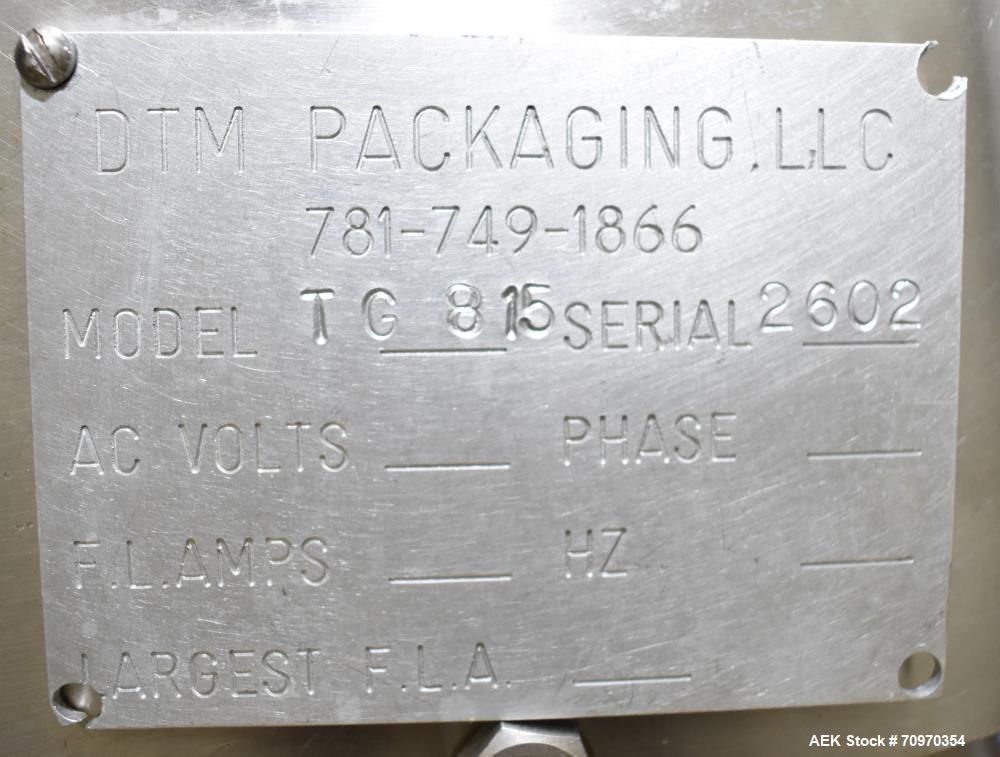 DTM PACKAGING, LLC
781-749-1866
MODEL TG 815 SERIAL 2602
AC VOLTS PHASE
F.L.AMPS HZ
LARGEST F.L.A.
AEK Stock # 70970354